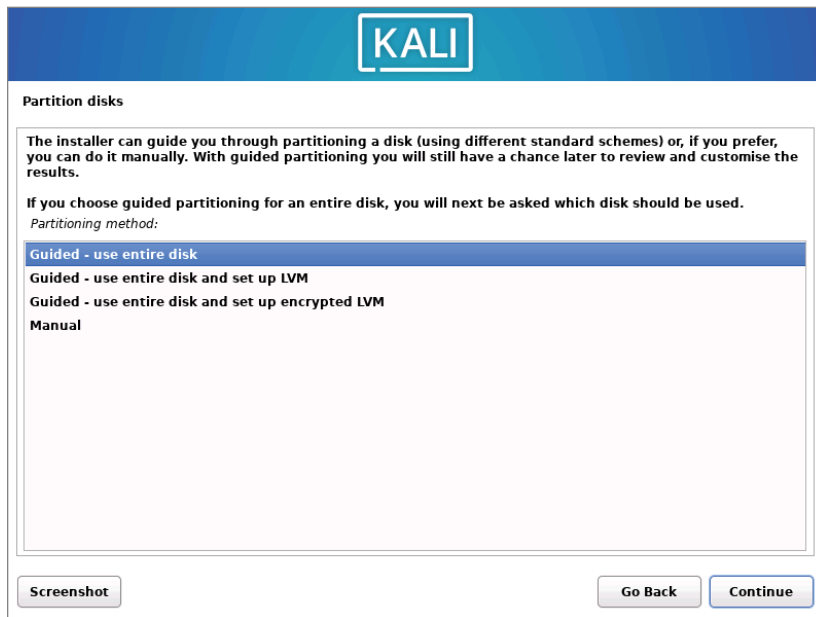 KALI
Partition disks
The installer can guide you through partitioning a disk (using different standard schemes) or, if you prefer,
you can do it manually. With guided partitioning you will still have a chance later to review and customise the
results.
If you choose guided partitioning for an entire disk, you will next be asked which disk should be used.
Partitioning method:
Guided - use entire disk
Guided - use entire disk and set up LVM
Guided - use entire disk and set up encrypted LVM
Manual
Screenshot
Go Back
Continue